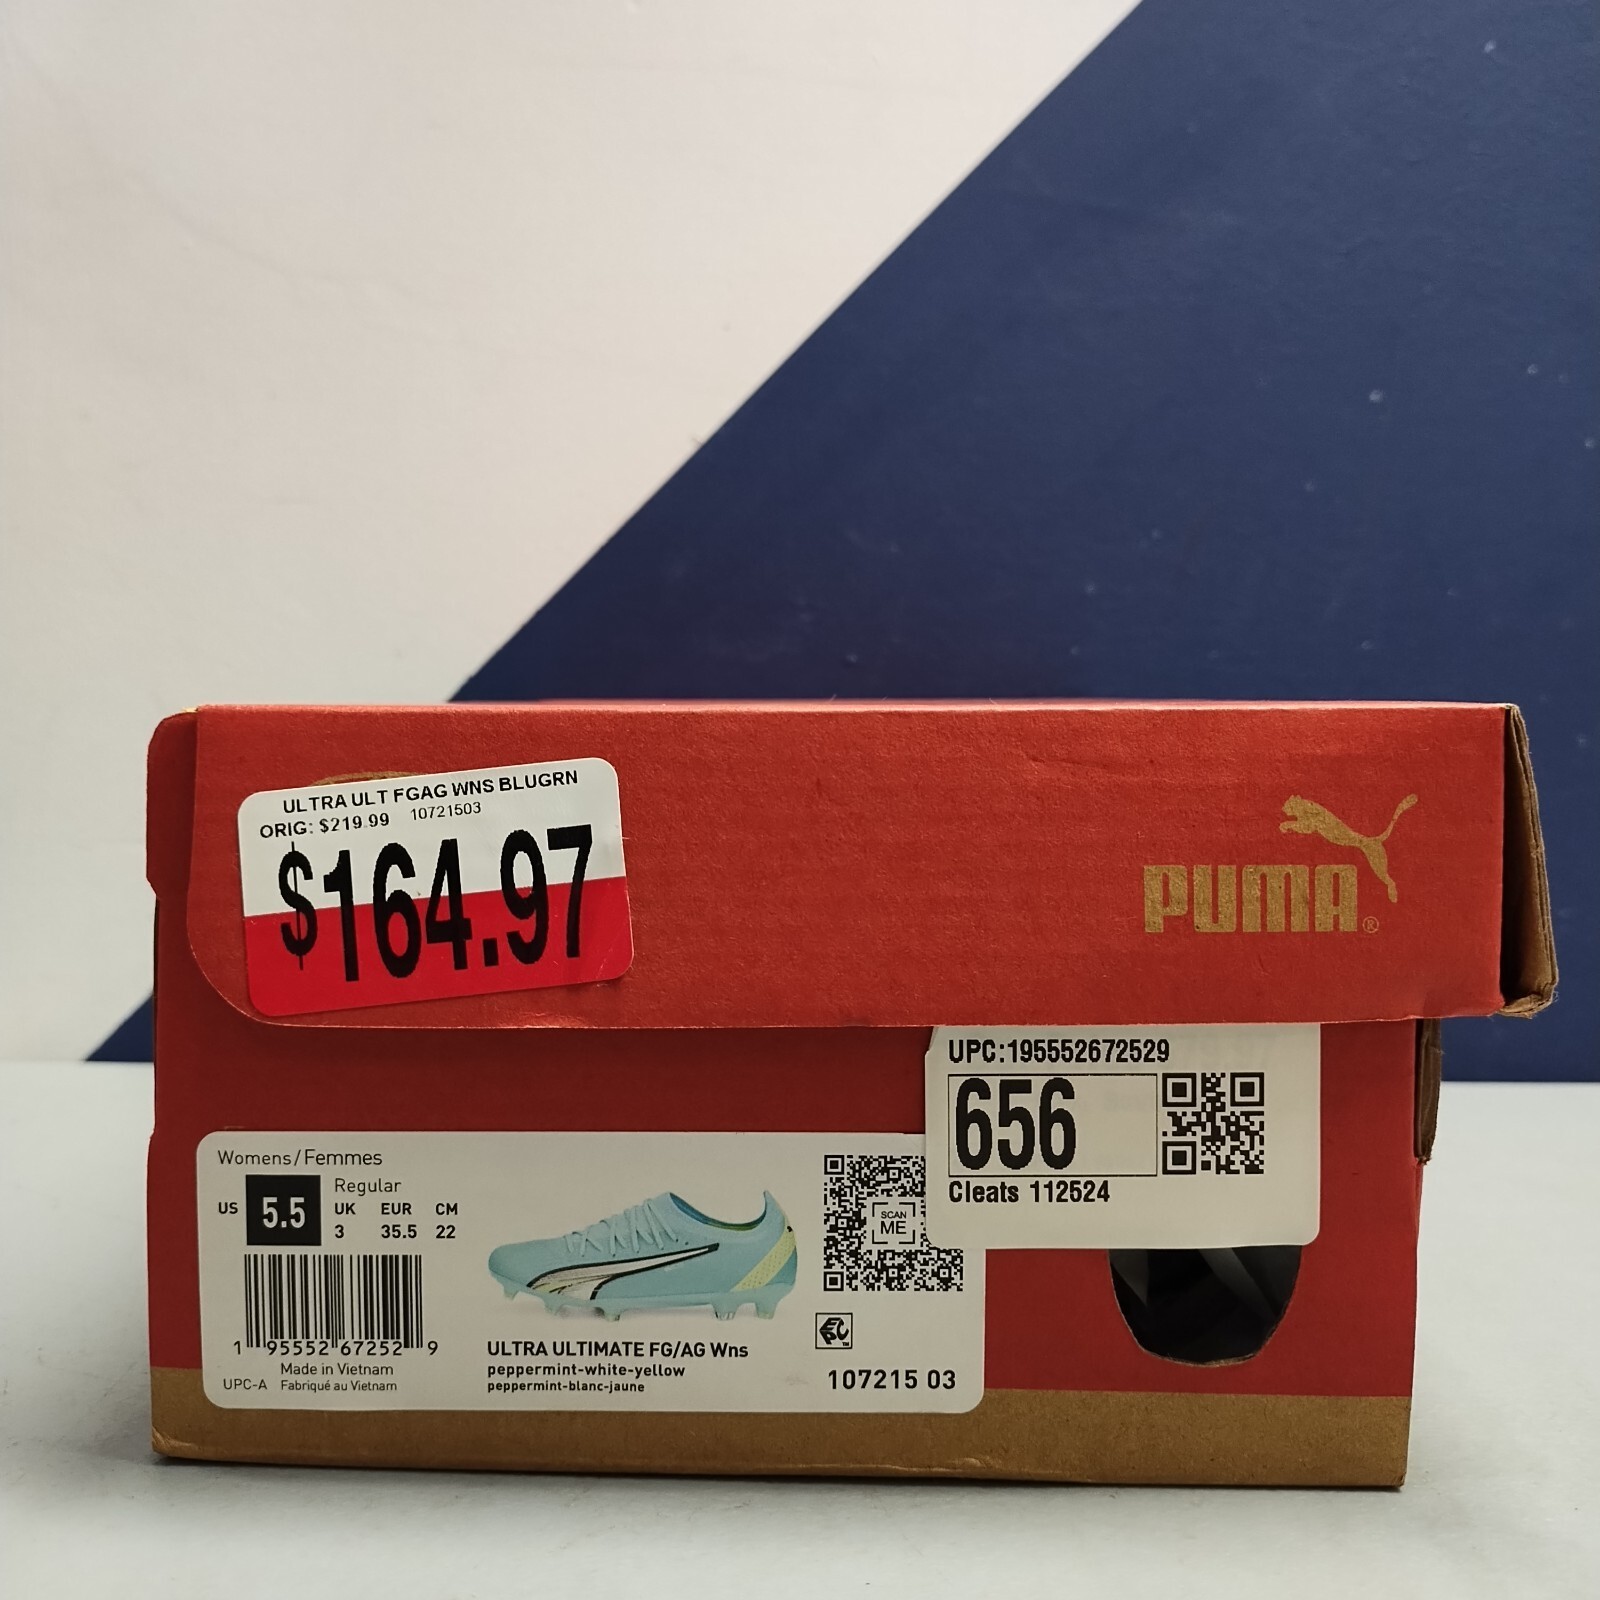 ULTRA ULT FGAG WNS BLUGRN
ORIG: $219.99 10721503
$164.97
PUMA®
UPC:195552672529
656
Cleats 112524
Womens/Femmes
Regular
US 5.5 UK EUR CM
3 35.5 22
1 95552 67252 9
Made in Vietnam
UPC-A Fabriqué au Vietnam
ULTRA ULTIMATE FG/AG Wns
peppermint-white-yellow
peppermint-blanc-jaune
SCAN
ME
EPC
107215 03